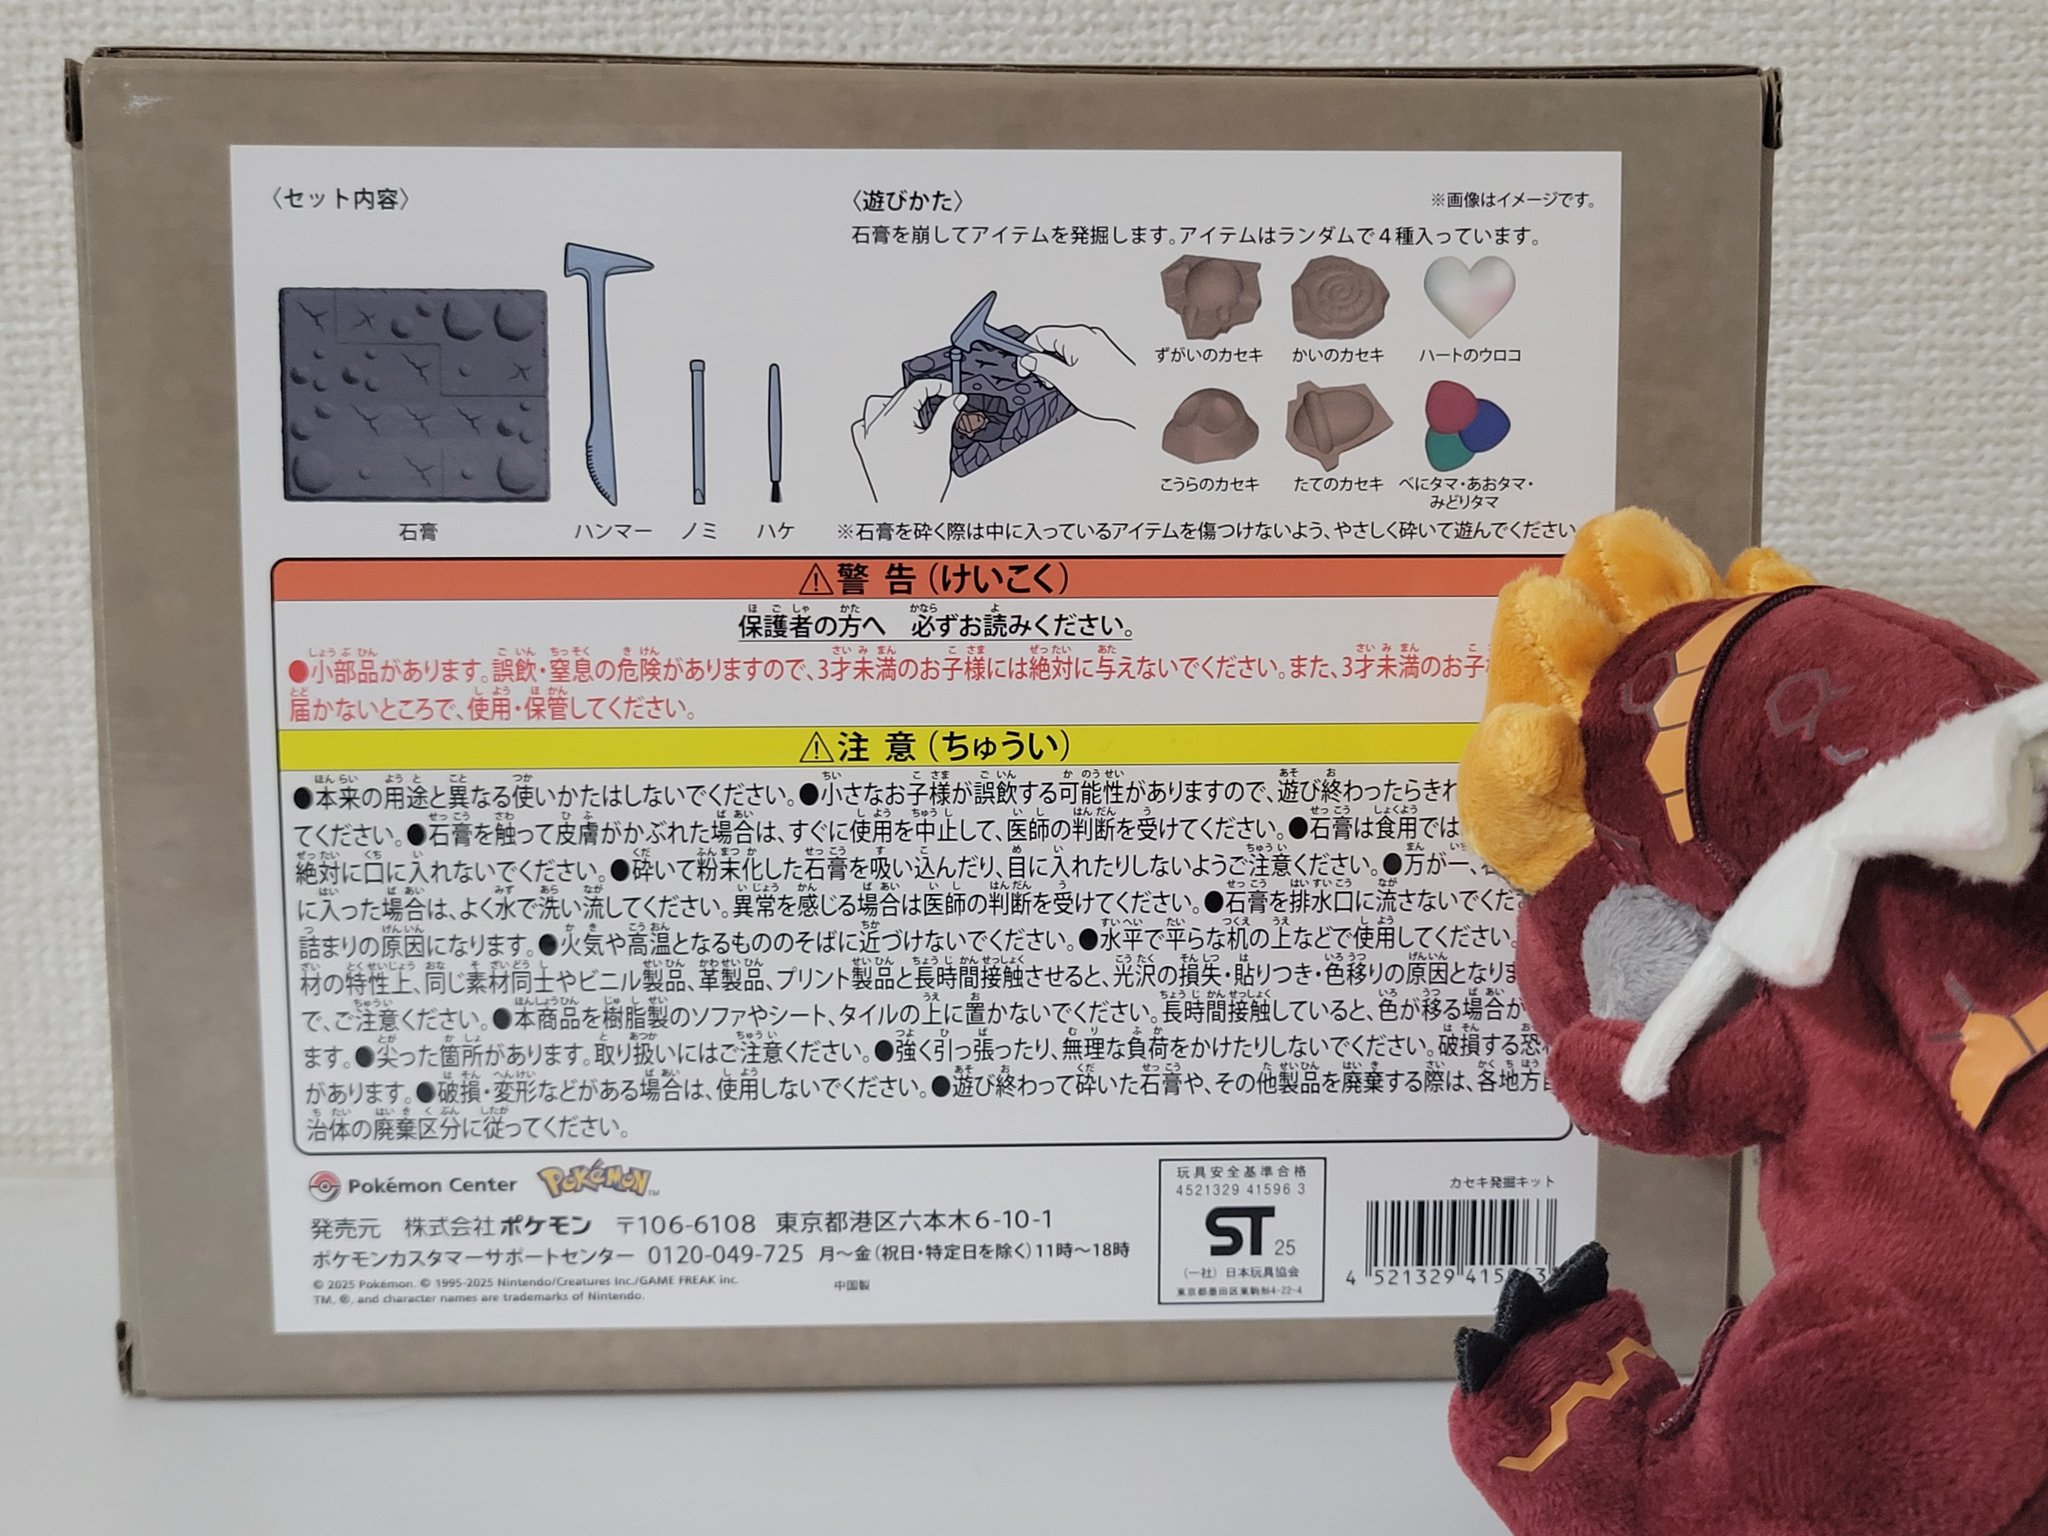 〈セット内容〉
石膏
ハンマー
ノミ
ハケ
〈遊びかた〉
※画像はイメージです。
石膏を崩してアイテムを発掘します。アイテムはランダムで4種入っています。
ずがいのカセキ
かいのカセキ
ハートのウロコ
こうらのカセキ
たてのカセキ
べにタマ・あおタマ・
みどりタマ
※石膏を砕く際は中に入っているアイテムを傷つけないよう、やさしく砕いて遊んでください
⚠警告(けいこく)
保護者の方へ 必ずお読みください。
●小部品があります。誤飲・窒息の危険がありますので、3才未満のお子様には絶対に与えないでください。また、3才未満のお子
届かないところで、使用・保管してください。
⚠注意(ちゅうい)
●本来の用途と異なる使いかたはしないでください。●小さなお子様が誤飲する可能性がありますので、遊び終わったらきれ
てください。●石膏を触って皮膚がかぶれた場合は、すぐに使用を中止して、医師の判断を受けてください。●石膏は食用では
絶対に口に入れないでください。●砕いて粉末化した石膏を吸い込んだり、目に入れたりしないようご注意ください。●万が一、
に入った場合は、よく水で洗い流してください。異常を感じる場合は医師の判断を受けてください。●石膏を排水口に流さないでくだ
詰まりの原因になります。●火気や高温となるもののそばに近づけないでください。●水平で平らな机の上などで使用してください。
材の特性上、同じ素材同士やビニル製品、革製品、プリント製品と長時間接触させると、光沢の損失・貼りつき・色移りの原因となりま
で、ご注意ください。●本商品を樹脂製のソファやシート、タイルの上に置かないでください。長時間接触していると、色が移る場合が
ます。●尖った箇所があります。取り扱いにはご注意ください。●強く引っ張ったり、無理な負荷をかけたりしないでください。破損する恐
があります。●破損・変形などがある場合は、使用しないでください。●遊び終わって砕いた石膏や、その他製品を廃棄する際は、各地方
治体の廃棄区分に従ってください。
Pokémon Center POKéMON™
発売元 株式会社ポケモン 〒106-6108 東京都港区六本木6-10-1
ポケモンカスタマーサポートセンター 0120-049-725 月～金(祝日・特定日を除く)11時～18時
© 2025 Pokémon. © 1995-2025 Nintendo/Creatures Inc./GAME FREAK inc.
TM, ®, and character names are trademarks of Nintendo.
中国製
玩具安全基準合格
4521329 41596 3
ST 25
(一社)日本玩具協会
東京都墨田区東駒形4-22-4
カセキ発掘キット
4 521329 415963